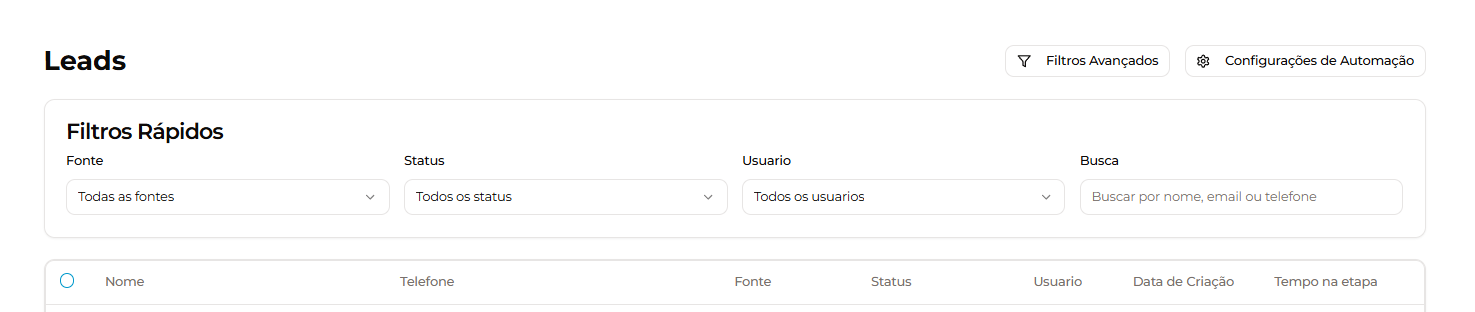 Leads
Filtros Avançados
Configurações de Automação
Filtros Rápidos
Fonte
Status
Usuario
Busca
Todas as fontes
Todos os status
Todos os usuarios
Buscar por nome, email ou telefone
Nome
Telefone
Fonte
Status
Usuario
Data de Criação
Tempo na etapa